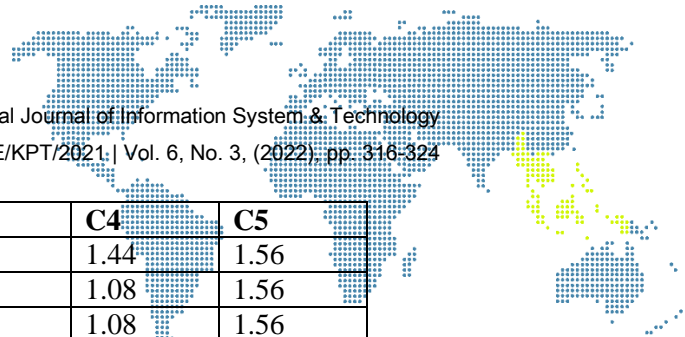 al Journal of Information System & Technology
E/KPT/2021 | Vol. 6, No. 3, (2022), pp. 316-324
C4 C5
1.44 1.56
1.08 1.56
1.08 1.56